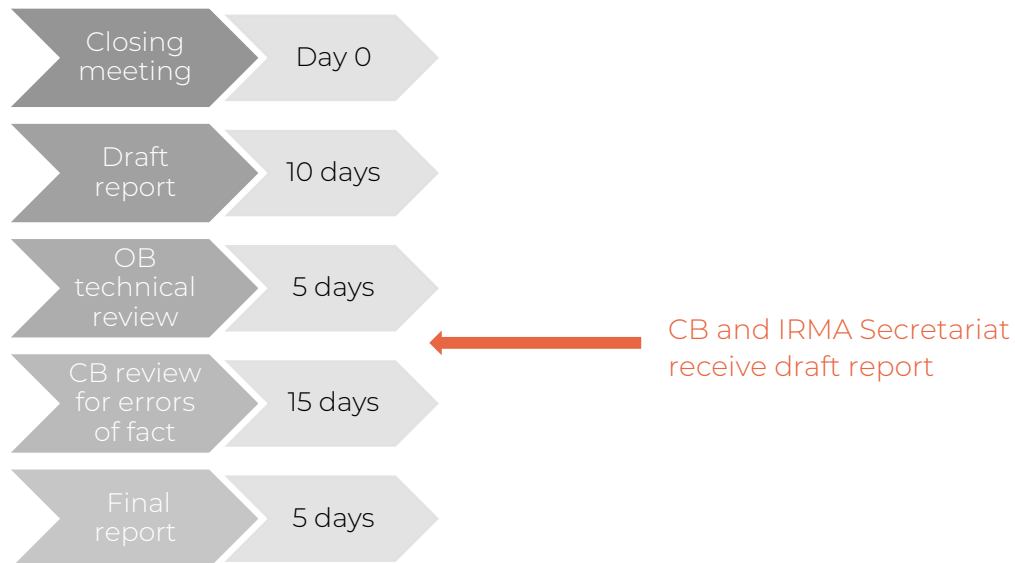 Closing
meeting
Day 0
Draft
report
10 days
OB
technical
review
5 days
CB and IRMA Secretariat
receive draft report
CB review
for errors
of fact
15 days
Final
report
5 days